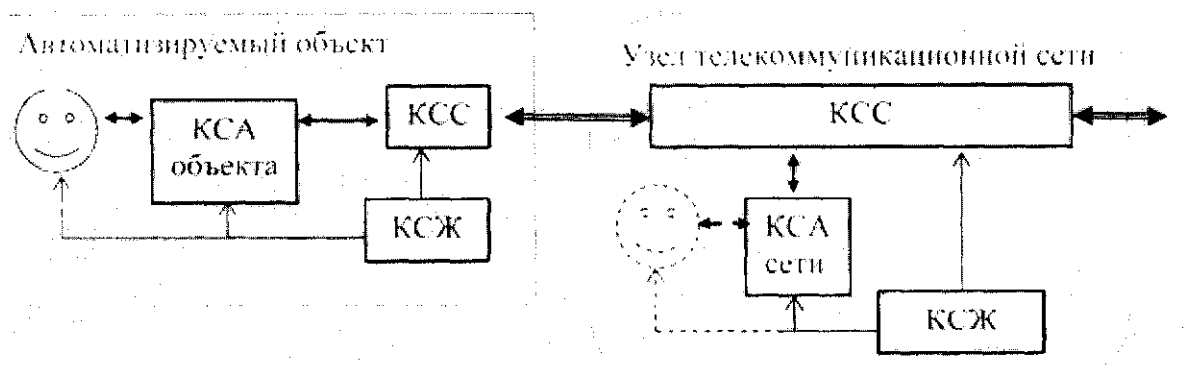 Автоматизируемый объект
Узел телекоммуникационной сети
КСА
объекта
КСС
КСЖ
КСС
КСА
сети
КСЖ